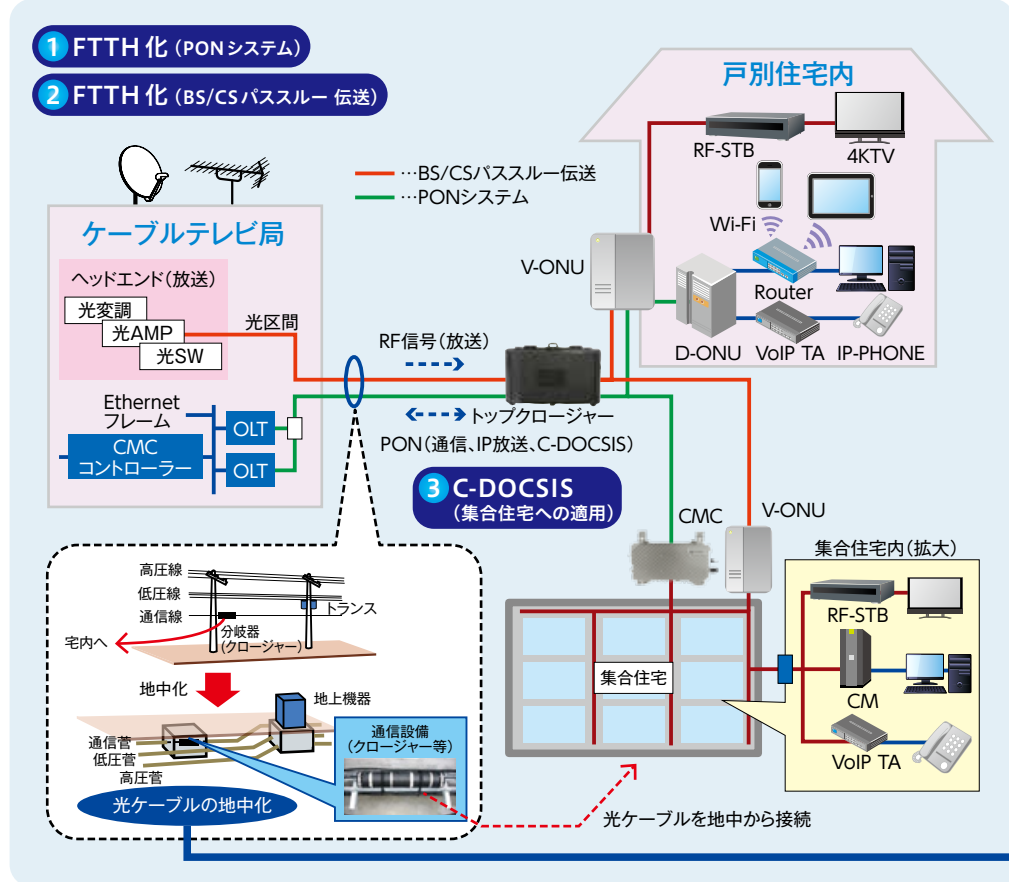 1 FTTH化(PONシステム)
2 FTTH化(BS/CSパススルー 伝送)
…BS/CSパススルー伝送
…PONシステム
ケーブルテレビ局
ヘッドエンド(放送)
光変調
光AMP
光SW
光区間
Ethernet
フレーム
CMC
コントローラー
OLT
OLT
RF信号(放送)
トップクロージャー
PON(通信、IP放送、C-DOCSIS)
戸別住宅内
RF-STB
4KTV
Wi-Fi
V-ONU
Router
D-ONU
VoIP TA
IP-PHONE
3 C-DOCSIS
(集合住宅への適用)
CMC
V-ONU
集合住宅
集合住宅内(拡大)
RF-STB
CM
VoIP TA
高圧線
低圧線
通信線
トランス
分岐器
(クロージャー)
宅内へ
地中化
地上機器
通信菅
低圧菅
高圧菅
通信設備
(クロージャー等)
光ケーブルの地中化
光ケーブルを地中から接続